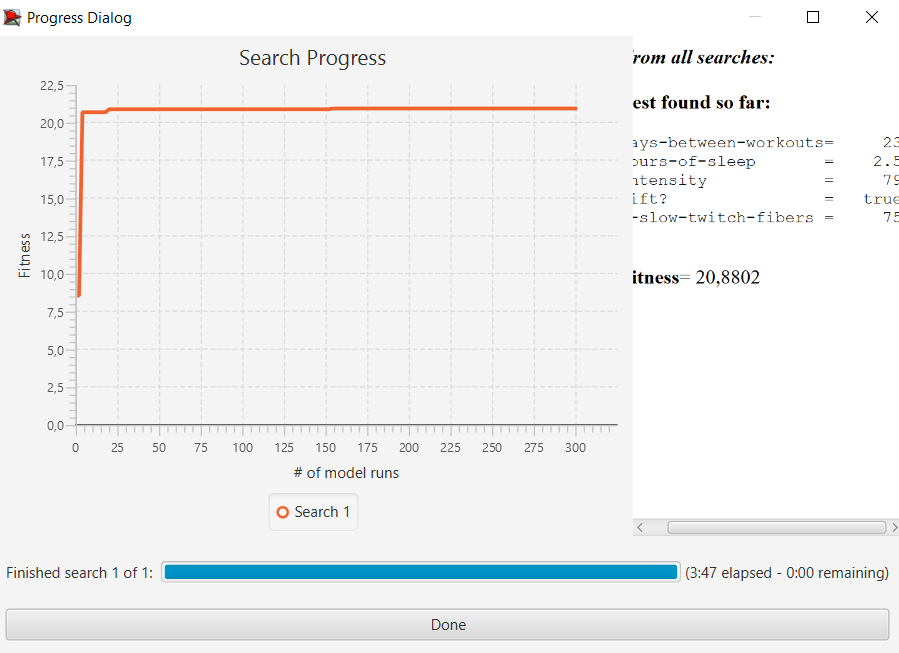 Progress Dialog
Search Progress
22,5
20,0
17,5
15,0
12,5
10,0
7,5
5,0
2,5
0,0
Fitness
0 25 50 75 100 125 150 175 200 225 250 275 300
# of model runs
Search 1
rom all searches:
est found so far:
ays-between-workouts= 23
ours-of-sleep = 2.5
ntensity = 79
ift? = true
-slow-twitch-fibers = 75
itness= 20,8802
Finished search 1 of 1: (3:47 elapsed - 0:00 remaining)
Done